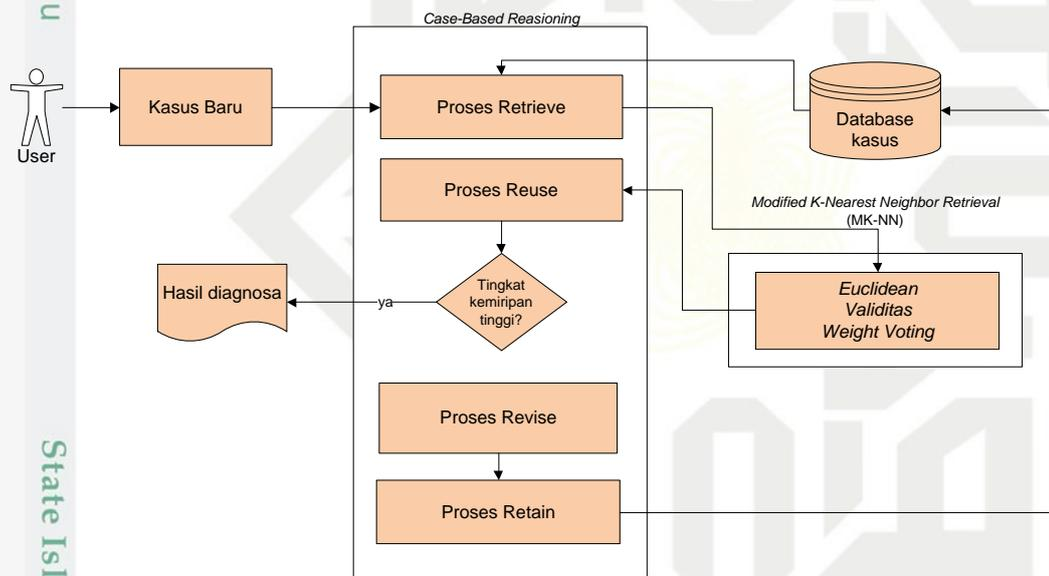 Case-Based Reasioning
Kasus Baru
Proses Retrieve
Database
kasus
User
Proses Reuse
Modified K-Nearest Neighbor Retrieval
(MK-NN)
Hasil diagnosa
ya
Tingkat
kemiripan
tinggi?
Euclidean
Validitas
Weight Voting
Proses Revise
Proses Retain
u
State Isl